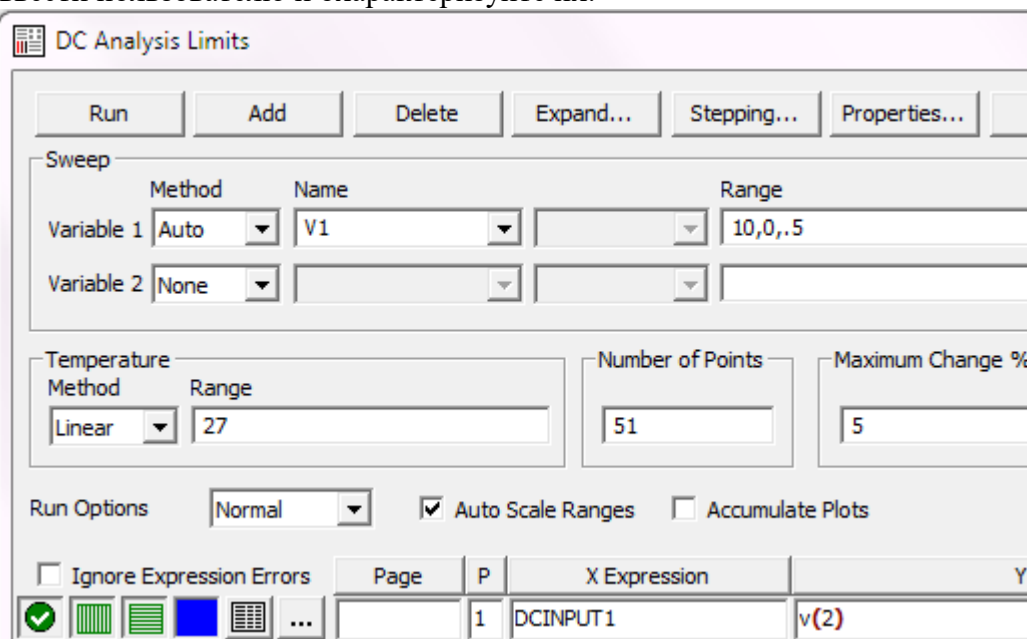 DC Analysis Limits
Run Add Delete Expand... Stepping... Properties...
Sweep
Method Name Range
Variable 1 Auto V1 10,0,.5
Variable 2 None
Temperature Number of Points Maximum Change %
Method Range
Linear 27 51 5
Run Options Normal Auto Scale Ranges Accumulate Plots
Ignore Expression Errors Page P X Expression Y
... 1 DCINPUT1 v(2)